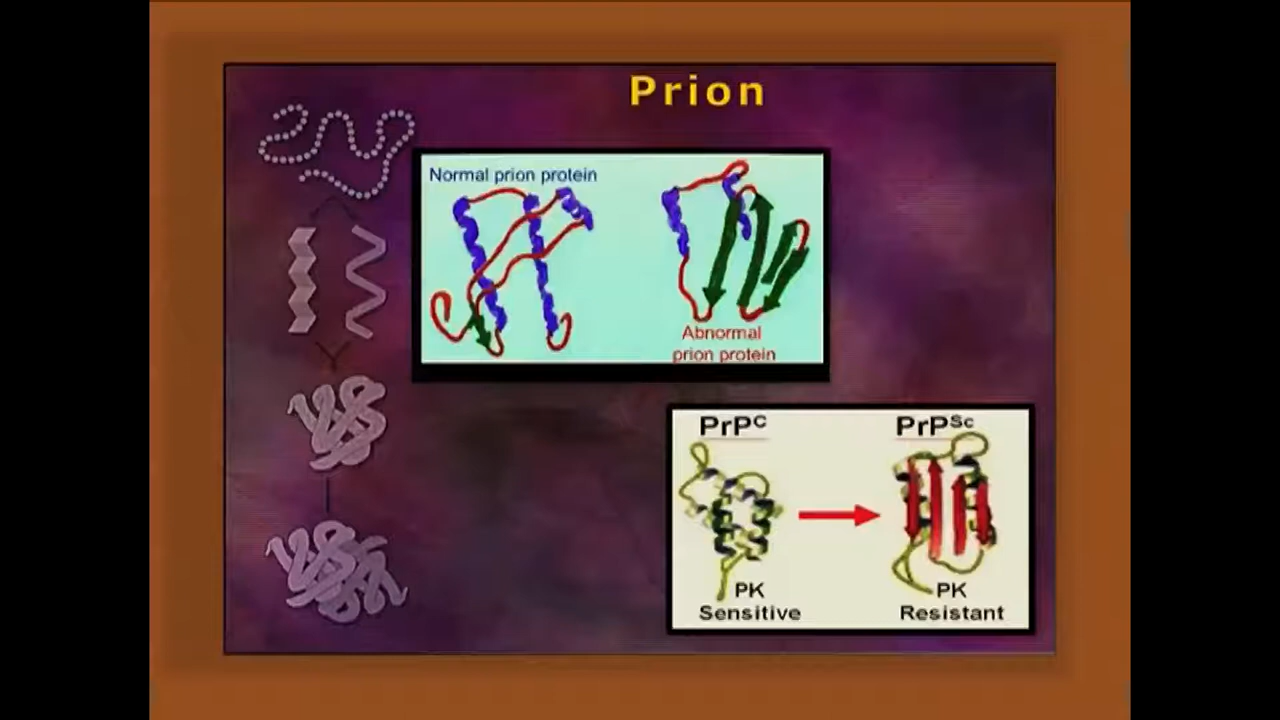 Prion
Normal prion protein
Abnormal
prion protein
PrPC
PrPSc
PK
Sensitive
PK
Resistant